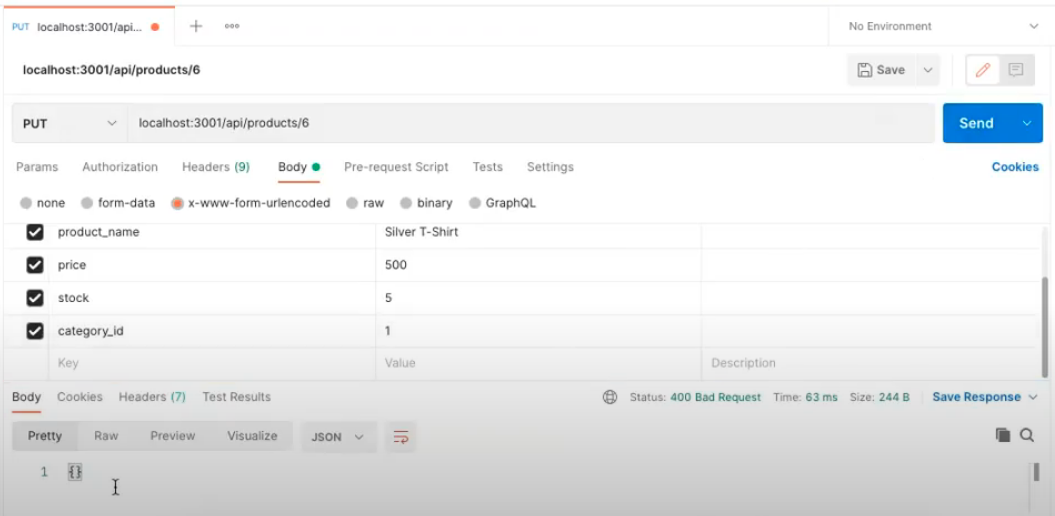 PUT localhost:3001/api... No Environment
localhost:3001/api/products/6 Save
PUT localhost:3001/api/products/6 Send
Params Authorization Headers (9) Body Pre-request Script Tests Settings Cookies
none form-data x-www-form-urlencoded raw binary GraphQL
product_name Silver T-Shirt
price 500
stock 5
category_id 1
Key Value Description
Body Cookies Headers (7) Test Results Status: 400 Bad Request Time: 63 ms Size: 244 B Save Response
Pretty Raw Preview Visualize JSON
1 {}